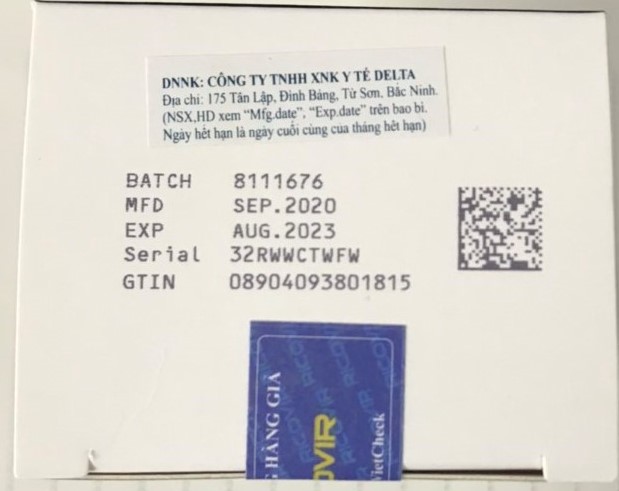 DNNK: CÔNG TY TNHH XNK Y TẾ DELTA
Địa chỉ: 175 Tân Lập, Đình Bảng, Từ Sơn, Bắc Ninh.
(NSX,HD xem "Mfg.date", "Exp.date" trên bao bì.
Ngày hết hạn là ngày cuối cùng của tháng hết hạn)
BATCH 8111676
MFD SEP.2020
EXP AUG.2023
Serial 32RWWCTWFW
GTIN 08904093801815
HÀNG GIẢ
OVIR
VietCheck